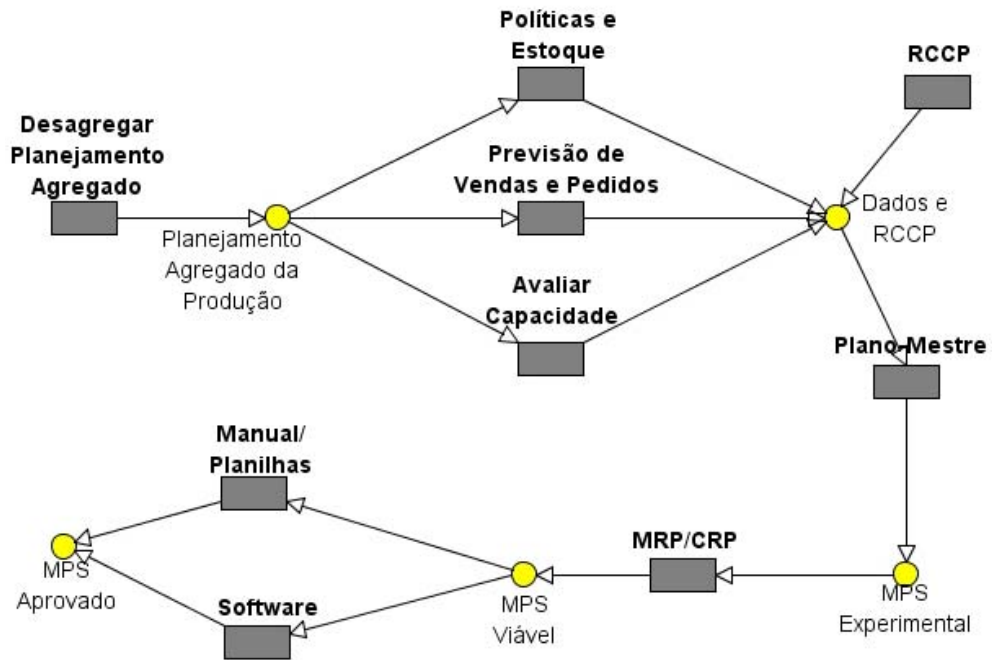 Políticas e
Estoque
RCCP
Desagregar
Planejamento
Agregado
Previsão de
Vendas e Pedidos
Dados e
RCCP
Planejamento
Agregado da
Produção
Avaliar
Capacidade
Plano-Mestre
Manual/
Planilhas
MRP/CRP
MPS
Aprovado
Software
MPS
Viável
MPS
Experimental